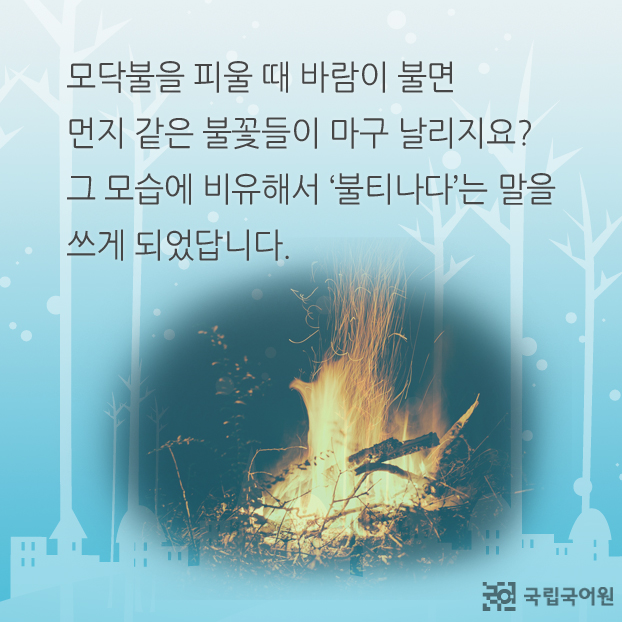 모닥불을 피울 때 바람이 불면
먼지 같은 불꽃들이 마구 날리지요?
그 모습에 비유해서 ‘불티나다’는 말을
쓰게 되었답니다.
국립국어원